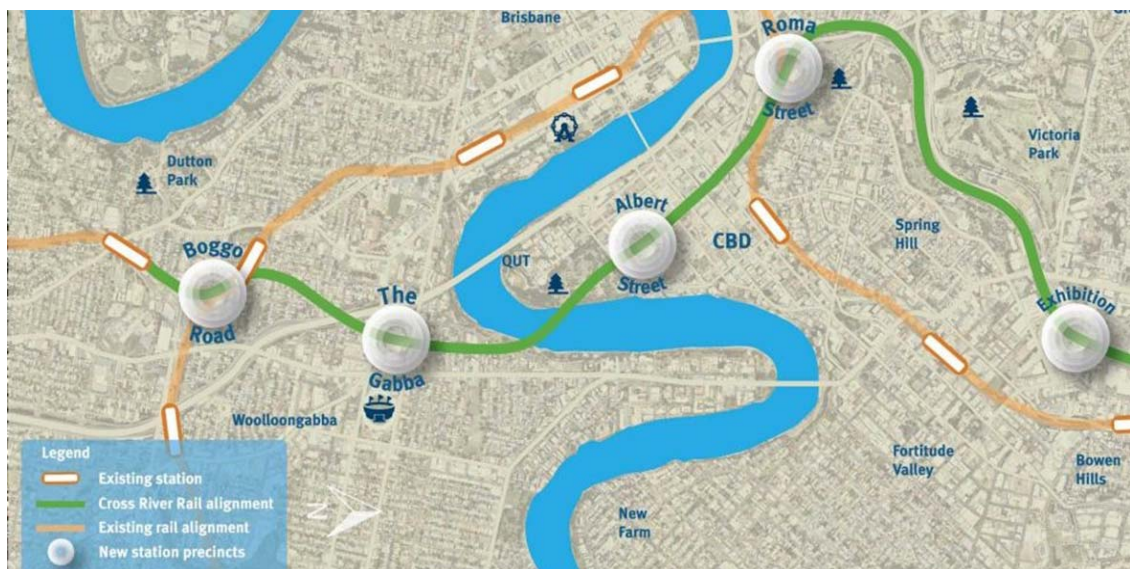 Brisbane
Roma
Street
Victoria
Park
Dutton
Park
Albert
Street
CBD
Spring
Hill
Boggo
Road
QUT
The
Gabba
Exhibition
Woolloongabba
Fortitude
Valley
Bowen
Hills
New
Farm
Legend
Existing station
Cross River Rail alignment
Existing rail alignment
New station precincts